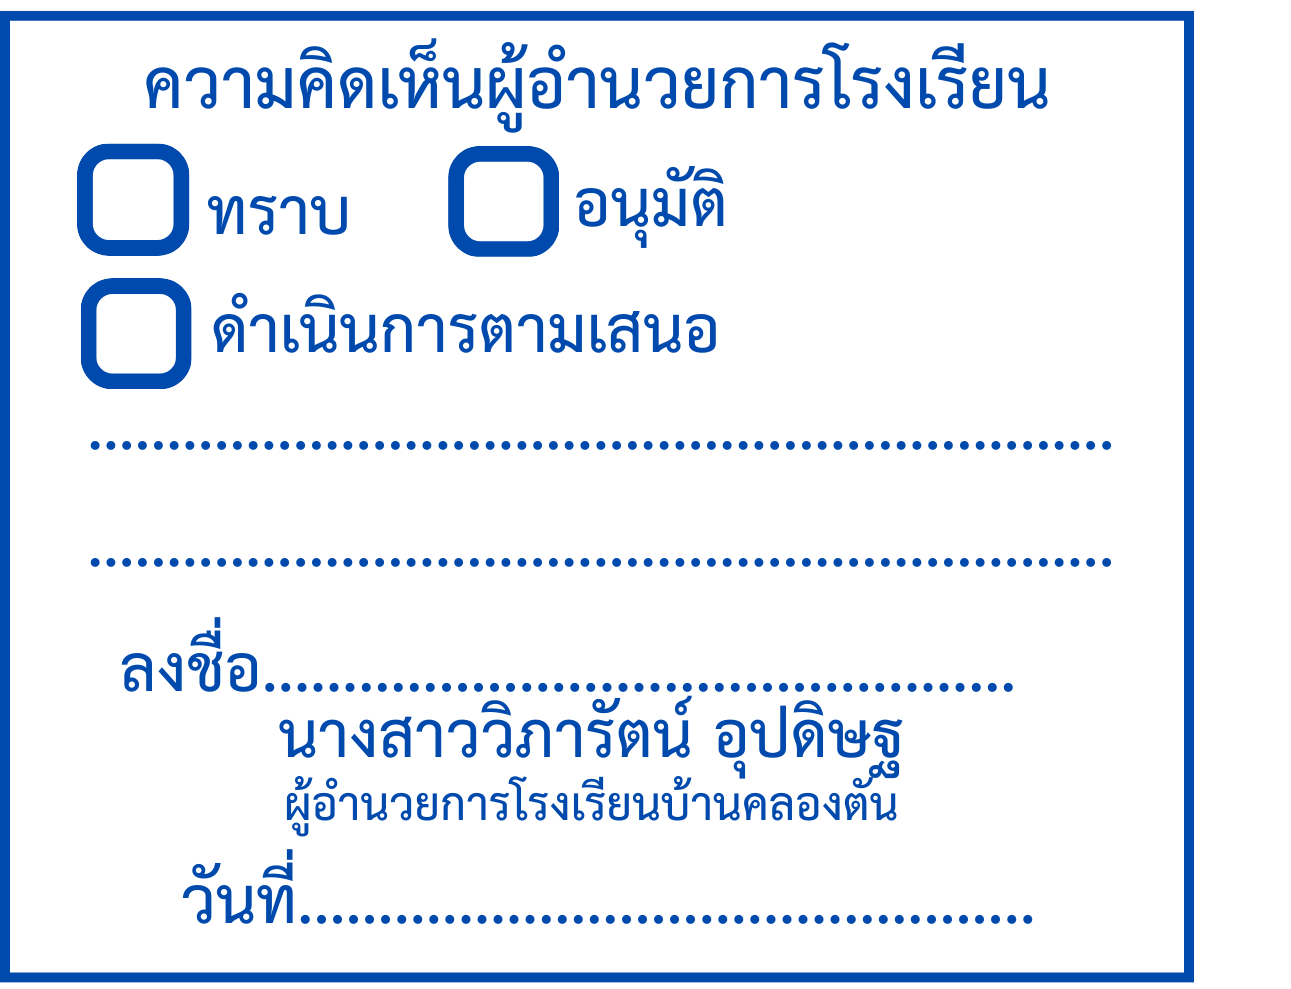 ความคิดเห็นผู้อำนวยการโรงเรียน
ทราบ อนุมัติ
ดำเนินการตามเสนอ
.................................................................
.................................................................
ลงชื่อ...............................................
นางสาววิภารัตน์ อุปดิษฐ
ผู้อำนวยการโรงเรียนบ้านคลองตัน
วันที่..............................................